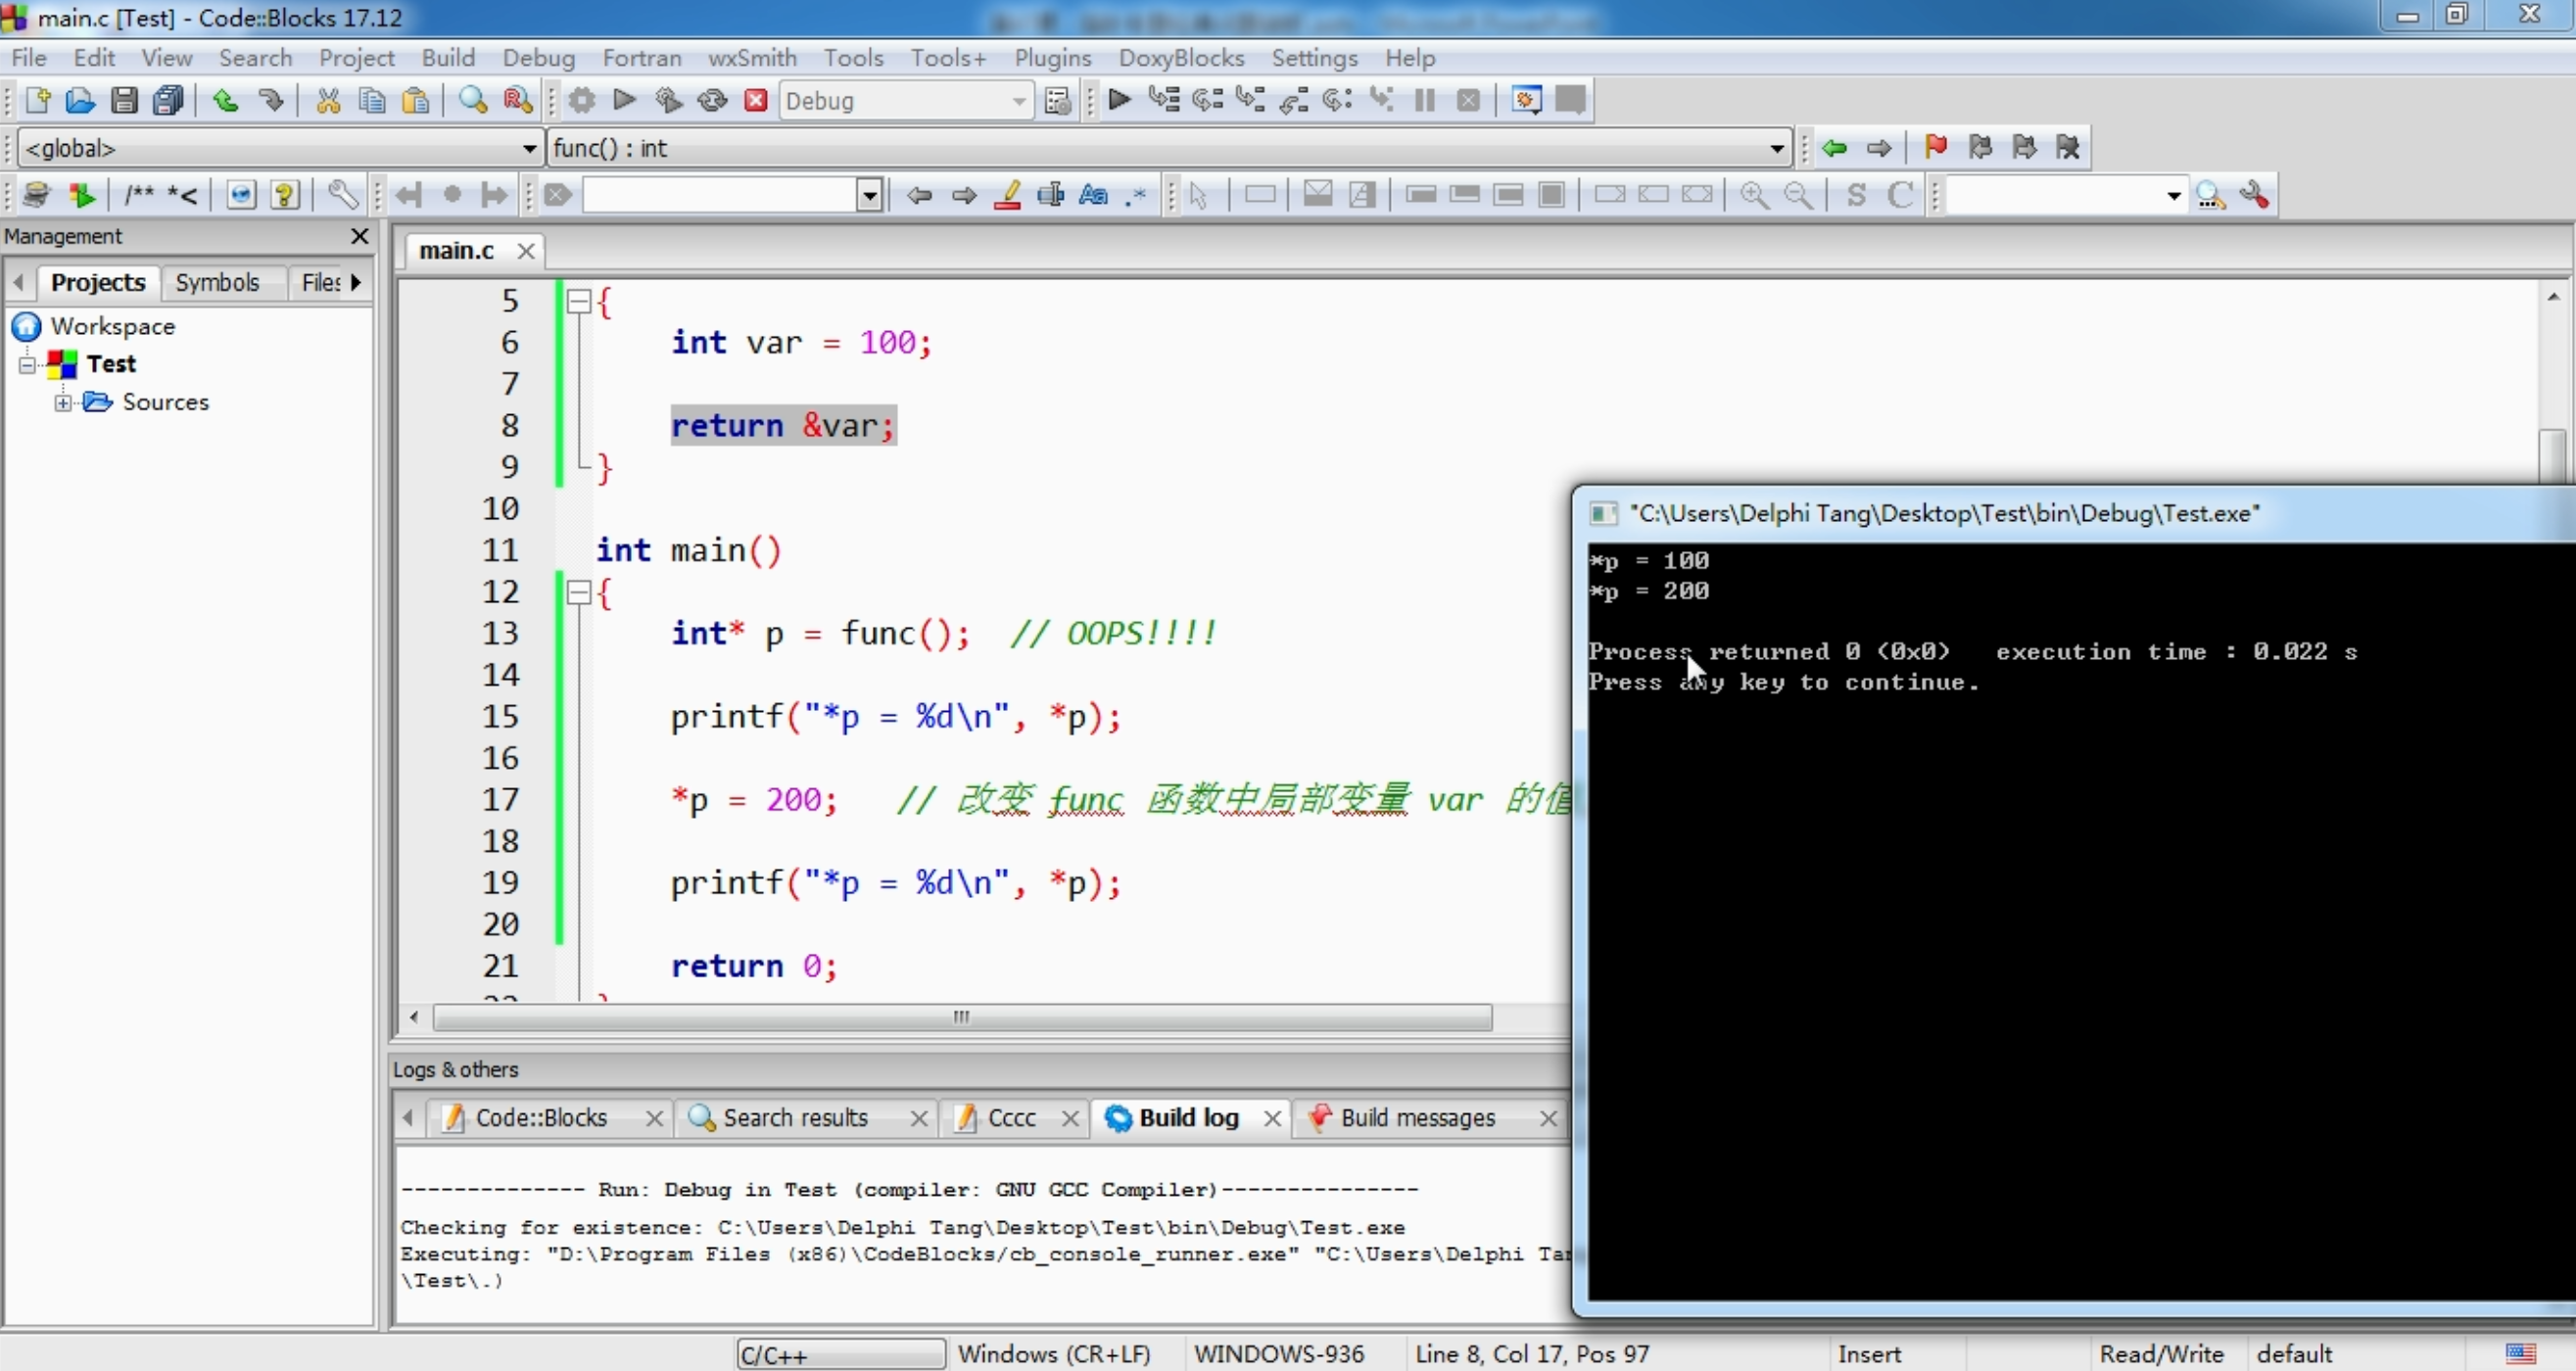 main.c [Test] - Code::Blocks 17.12
File Edit View Search Project Build Debug Fortran wxSmith Tools Tools+ Plugins DoxyBlocks Settings Help
Debug
<global> func() : int
/** *<
S C
Management
main.c
Projects Symbols Files
Workspace
Test
Sources
5 {
6 int var = 100;
7
8 return &var;
9 }
10
11 int main()
12 {
13 int* p = func(); // OOPS!!!!
14
15 printf("*p = %d\n", *p);
16
17 *p = 200; // 改变 func 函数中局部变量 var 的值
18
19 printf("*p = %d\n", *p);
20
21 return 0;
"C:\Users\Delphi Tang\Desktop\Test\bin\Debug\Test.exe"
*p = 100
*p = 200
Process returned 0 (0x0) execution time : 0.022 s
Press any key to continue.
Logs & others
Code::Blocks Search results Cccc Build log Build messages
-------------- Run: Debug in Test (compiler: GNU GCC Compiler)---------------
Checking for existence: C:\Users\Delphi Tang\Desktop\Test\bin\Debug\Test.exe
Executing: "D:\Program Files (x86)\CodeBlocks/cb_console_runner.exe" "C:\Users\Delphi
\Test\.)
C/C++ Windows (CR+LF) WINDOWS-936 Line 8, Col 17, Pos 97 Insert Read/Write default